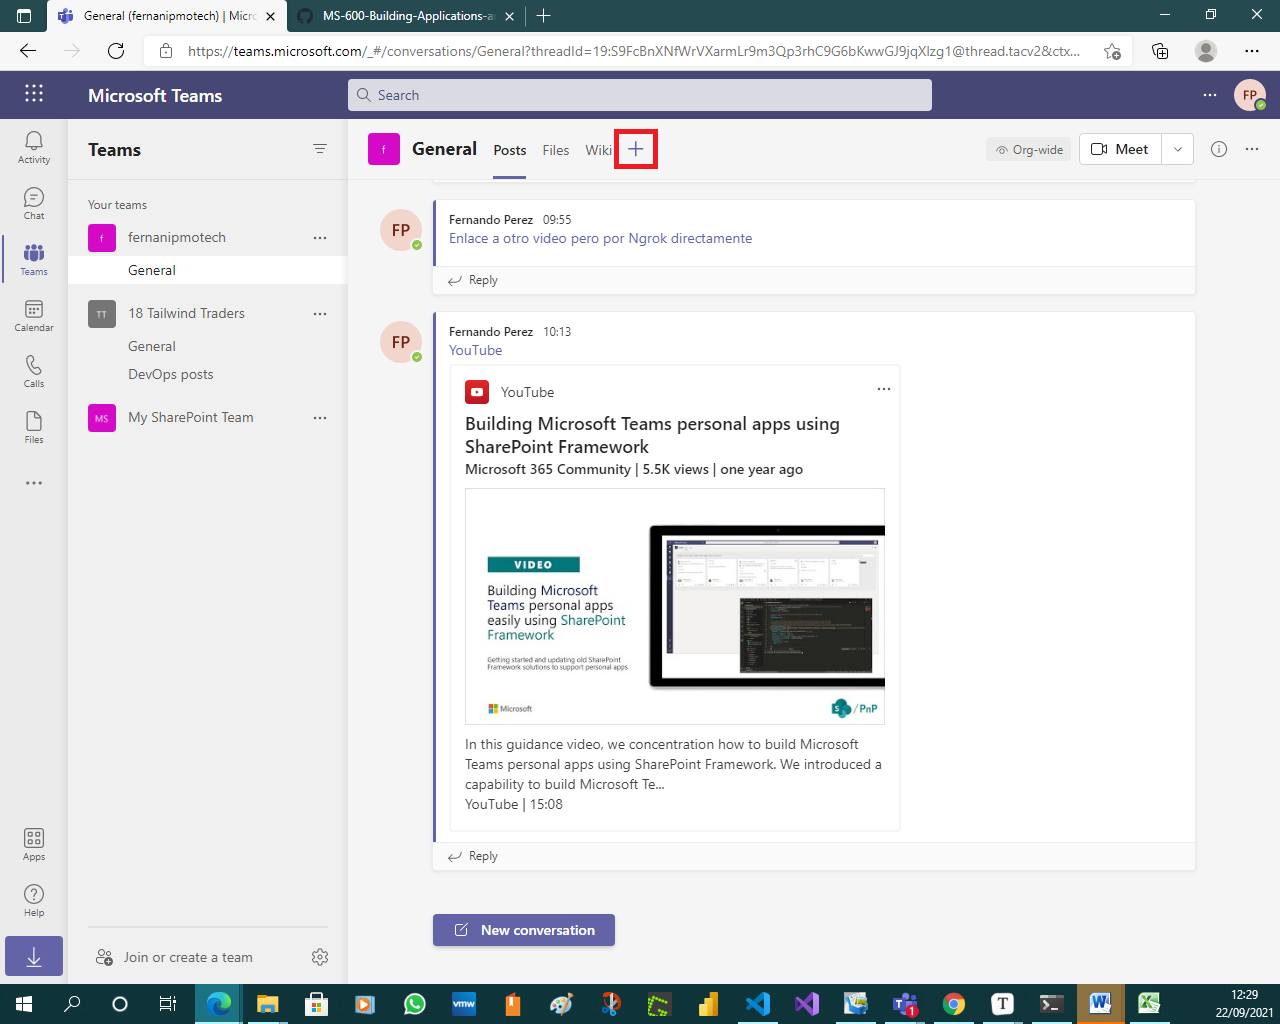 General (fernanipmotech) | Micro
MS-600-Building-Applications-a
https://teams.microsoft.com/_#/conversations/General?threadId=19:S9FcBnXNfWrVXarmLr9m3Qp3rhC9G6bKwwGJ9jqXlzg1@thread.tacv2&ctx...
Microsoft Teams
Search
FP
Activity
Chat
Teams
Calendar
Calls
Files
Apps
Help
Teams
Your teams
f
fernanipmotech
General
TT
18 Tailwind Traders
General
DevOps posts
MS
My SharePoint Team
Join or create a team
f
General
Posts
Files
Wiki
Org-wide
Meet
FP
Fernando Perez 09:55
Enlace a otro video pero por Ngrok directamente
Reply
FP
Fernando Perez 10:13
YouTube
YouTube
Building Microsoft Teams personal apps using
SharePoint Framework
Microsoft 365 Community | 5.5K views | one year ago
VIDEO
Building Microsoft
Teams personal apps
easily using SharePoint
Framework
Getting started and updating old SharePoint
Framework solutions to support personal apps
Microsoft
S
/ PnP
In this guidance video, we concentration how to build Microsoft
Teams personal apps using SharePoint Framework. We introduced a
capability to build Microsoft Te...
YouTube | 15:08
Reply
New conversation
vmw
T
1
12:29
22/09/2021